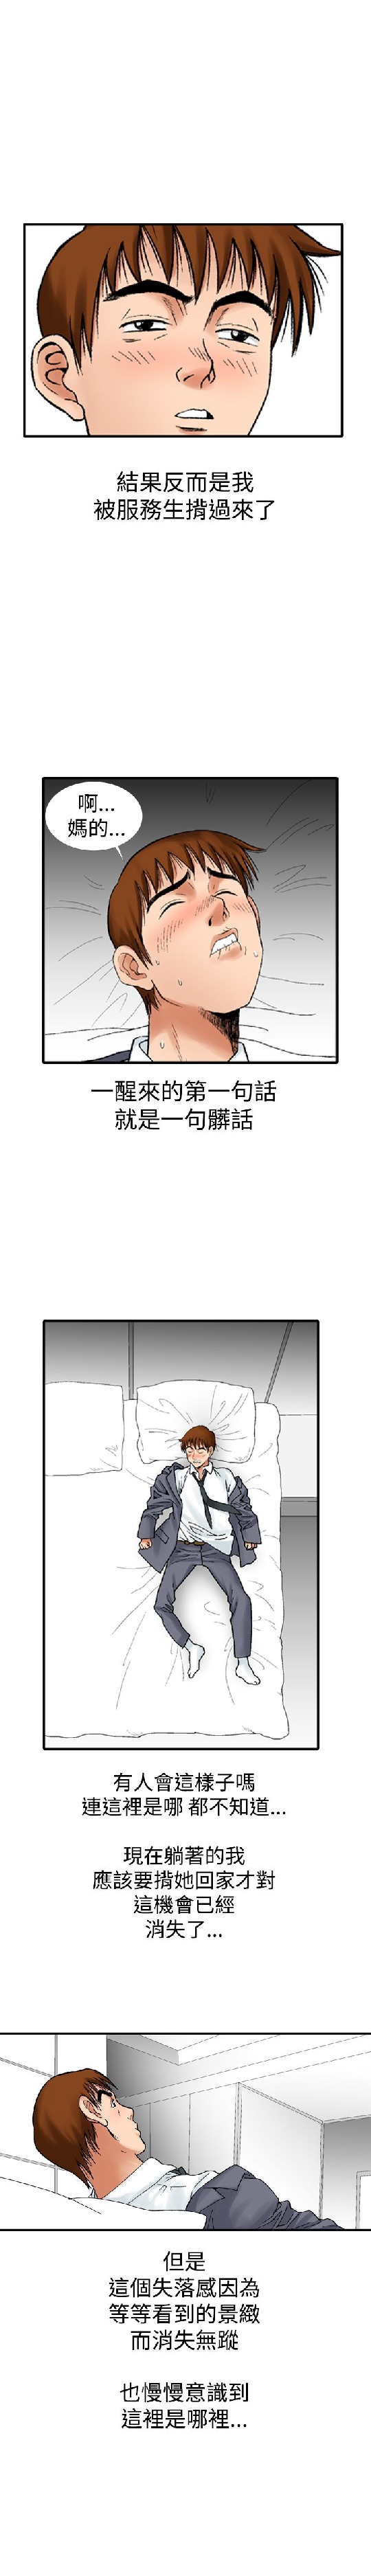 結果反而是我
被服務生揹過來了
啊...
媽的...
一醒來的第一句話
就是一句髒話
有人會這樣子嗎
連這裡是哪 都不知道...
現在躺著的我
應該要揹她回家才對
這機會已經
消失了...
但是
這個失落感因為
等等看到的景緻
而消失無蹤
也慢慢意識到
這裡是哪裡...